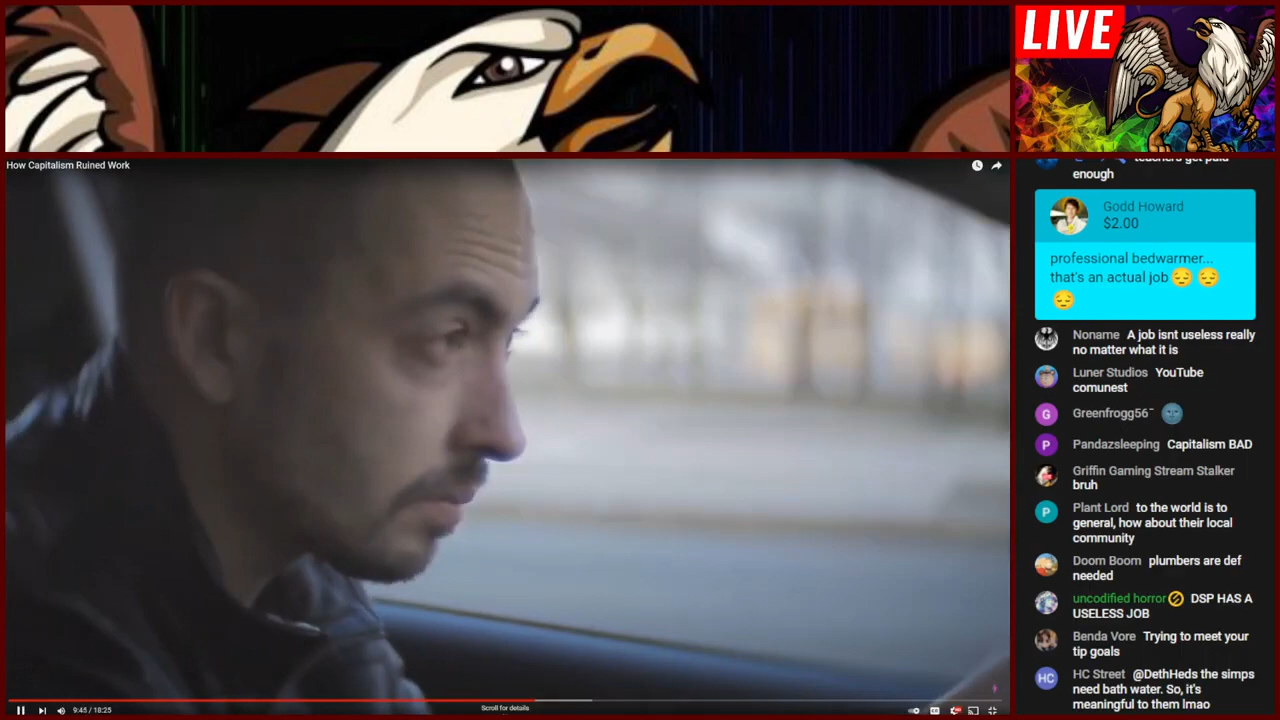 LIVE
How Capitalism Ruined Work
teachers get paid
enough
Godd Howard
$2.00
professional bedwarmer...
that's an actual job
Noname A job isnt useless really
no matter what it is
Luner Studios YouTube
comunest
G Greenfrogg56
P Pandazsleeping Capitalism BAD
Griffin Gaming Stream Stalker
bruh
P Plant Lord to the world is to
general, how about their local
community
Doom Boom plumbers are def
needed
uncodified horror DSP HAS A
USELESS JOB
Benda Vore Trying to meet your
tip goals
HC HC Street @DethHeds the simps
need bath water. So, it's
meaningful to them lmao
Scroll for details
9:45 / 18:25